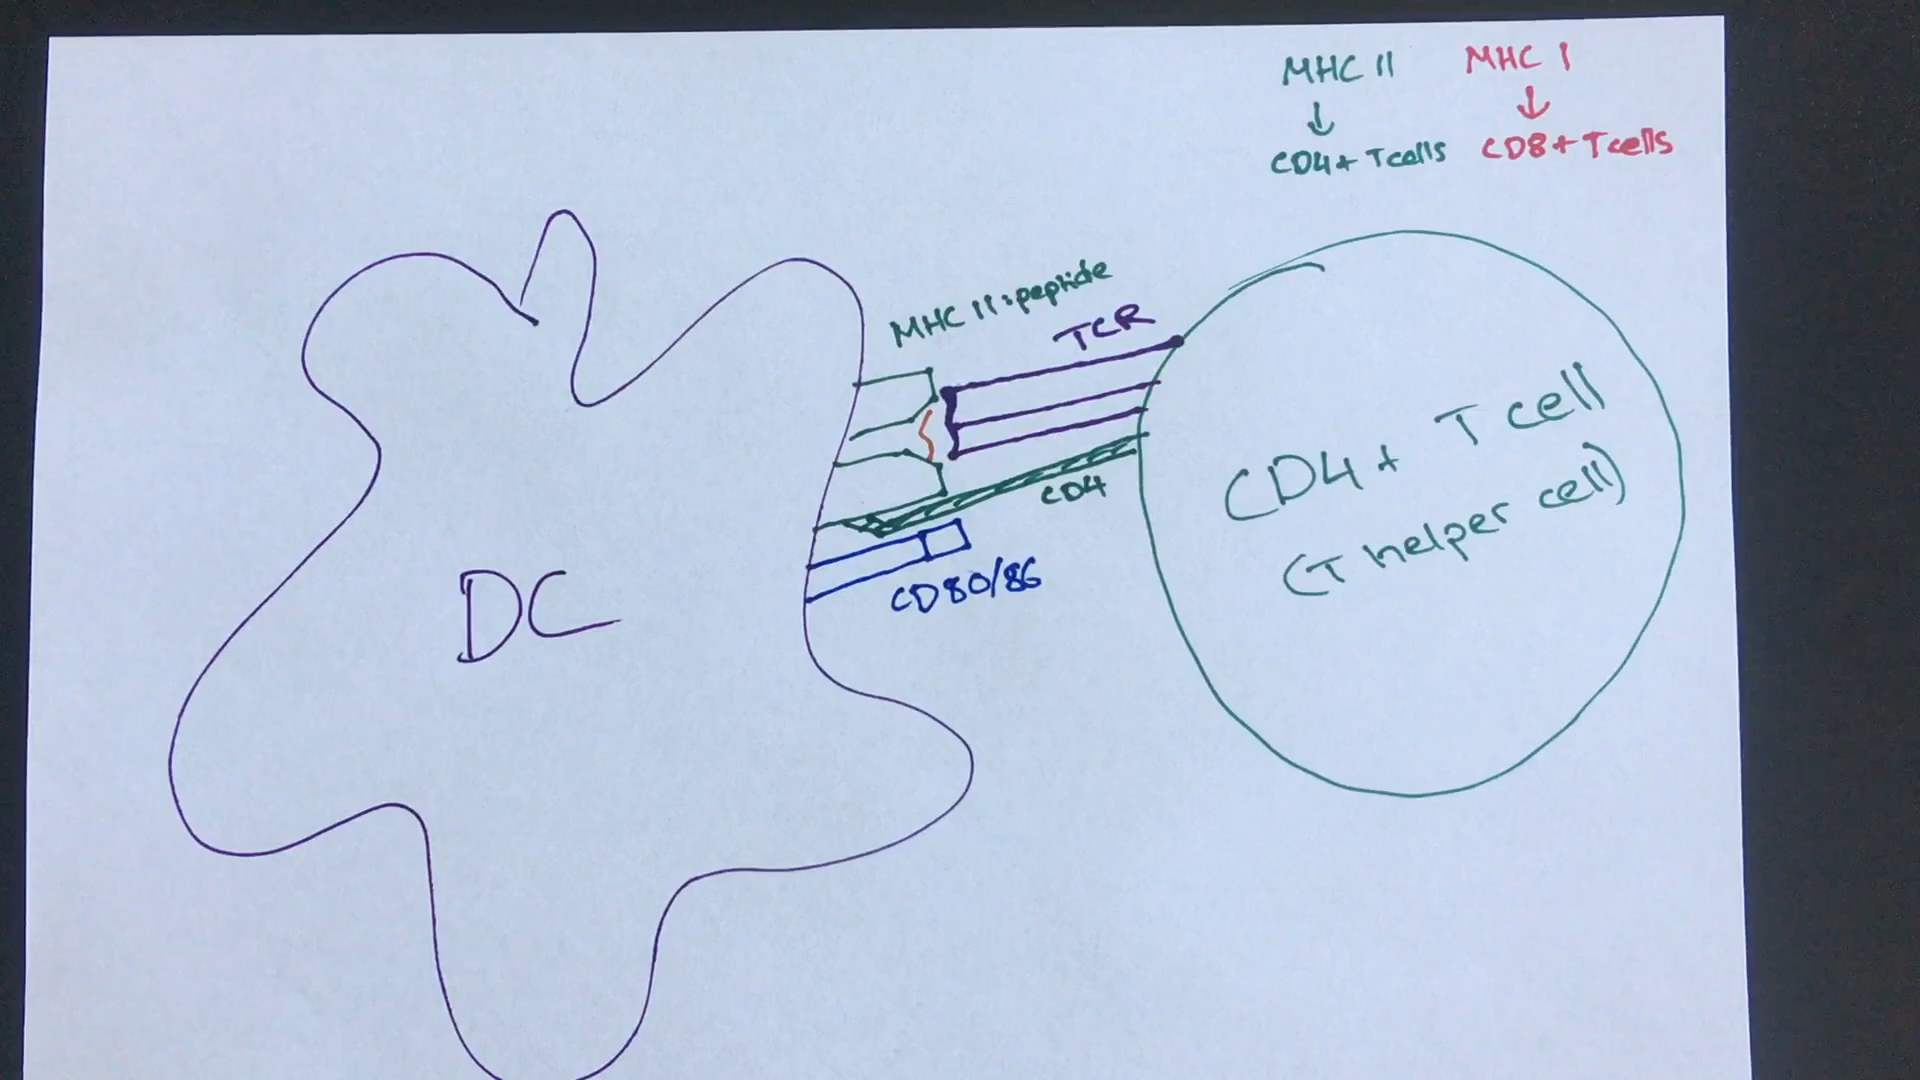 MHC II
↓
CD4+ Tcells
MHC I
↓
CD8+ Tcells
MHC II:peptide
TCR
CD4
CD80/86
DC
CD4+ T cell
(T helper cell)